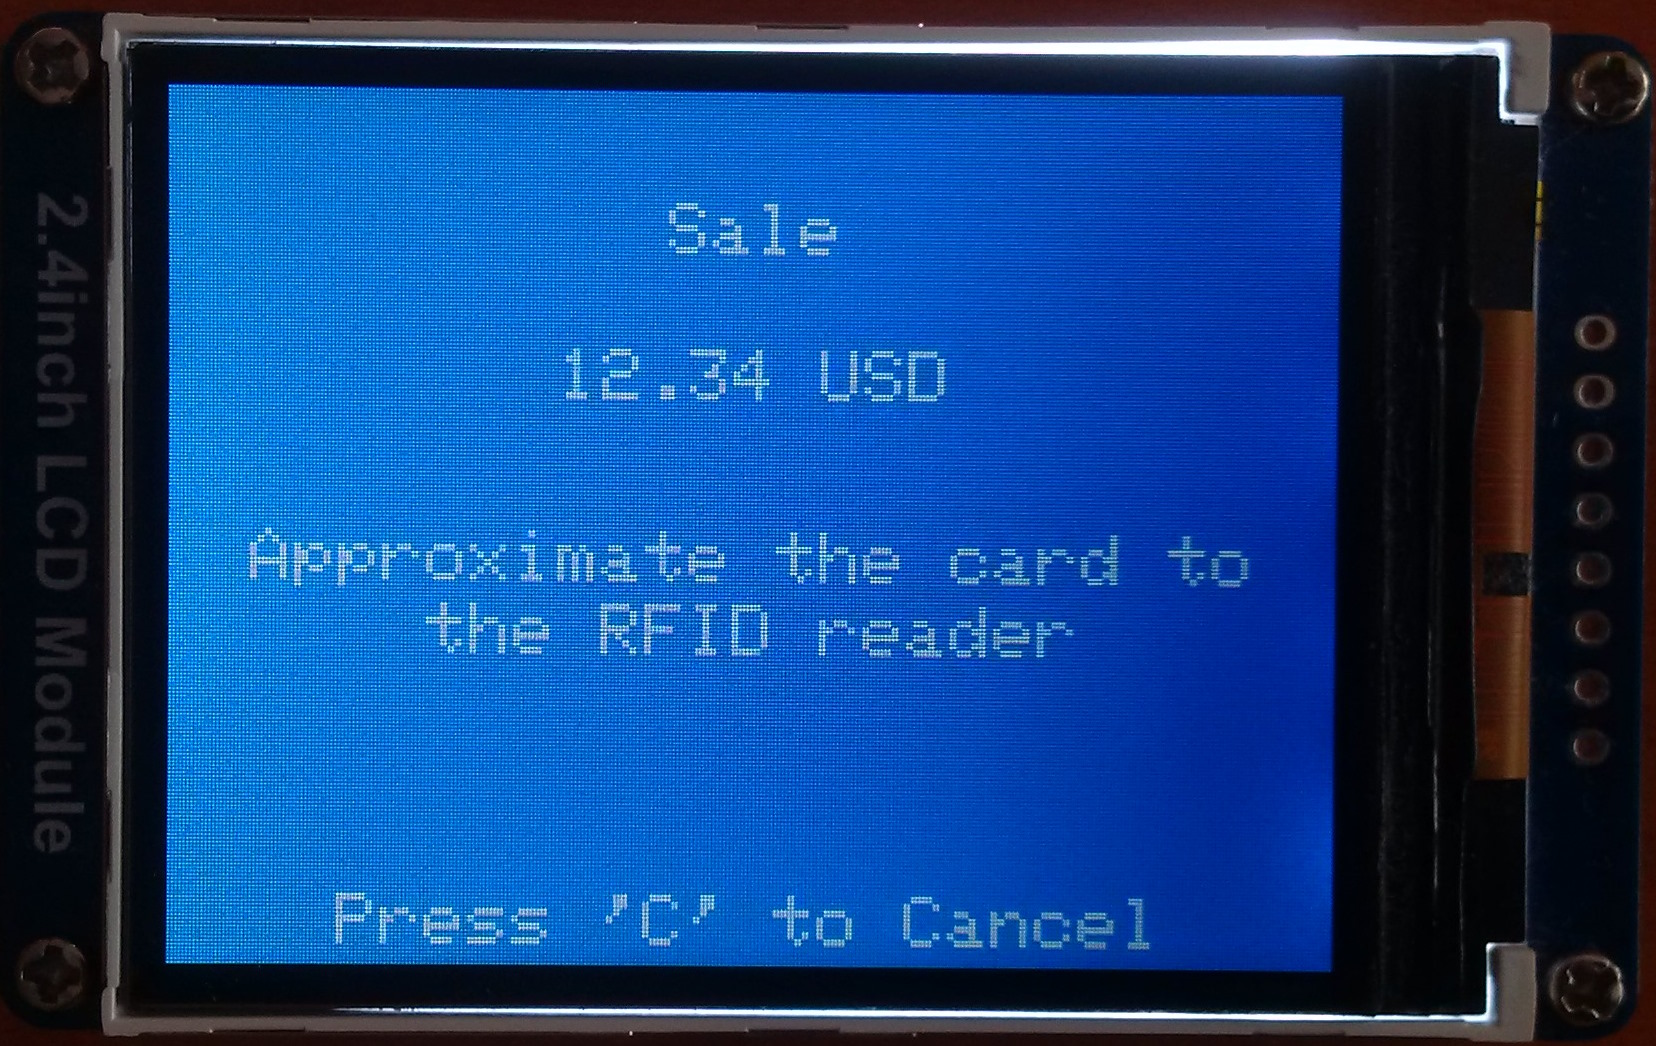 2.4inch LCD Module
Sale
12.34 USD
Approximate the card to
the RFID reader
Press 'C' to Cancel